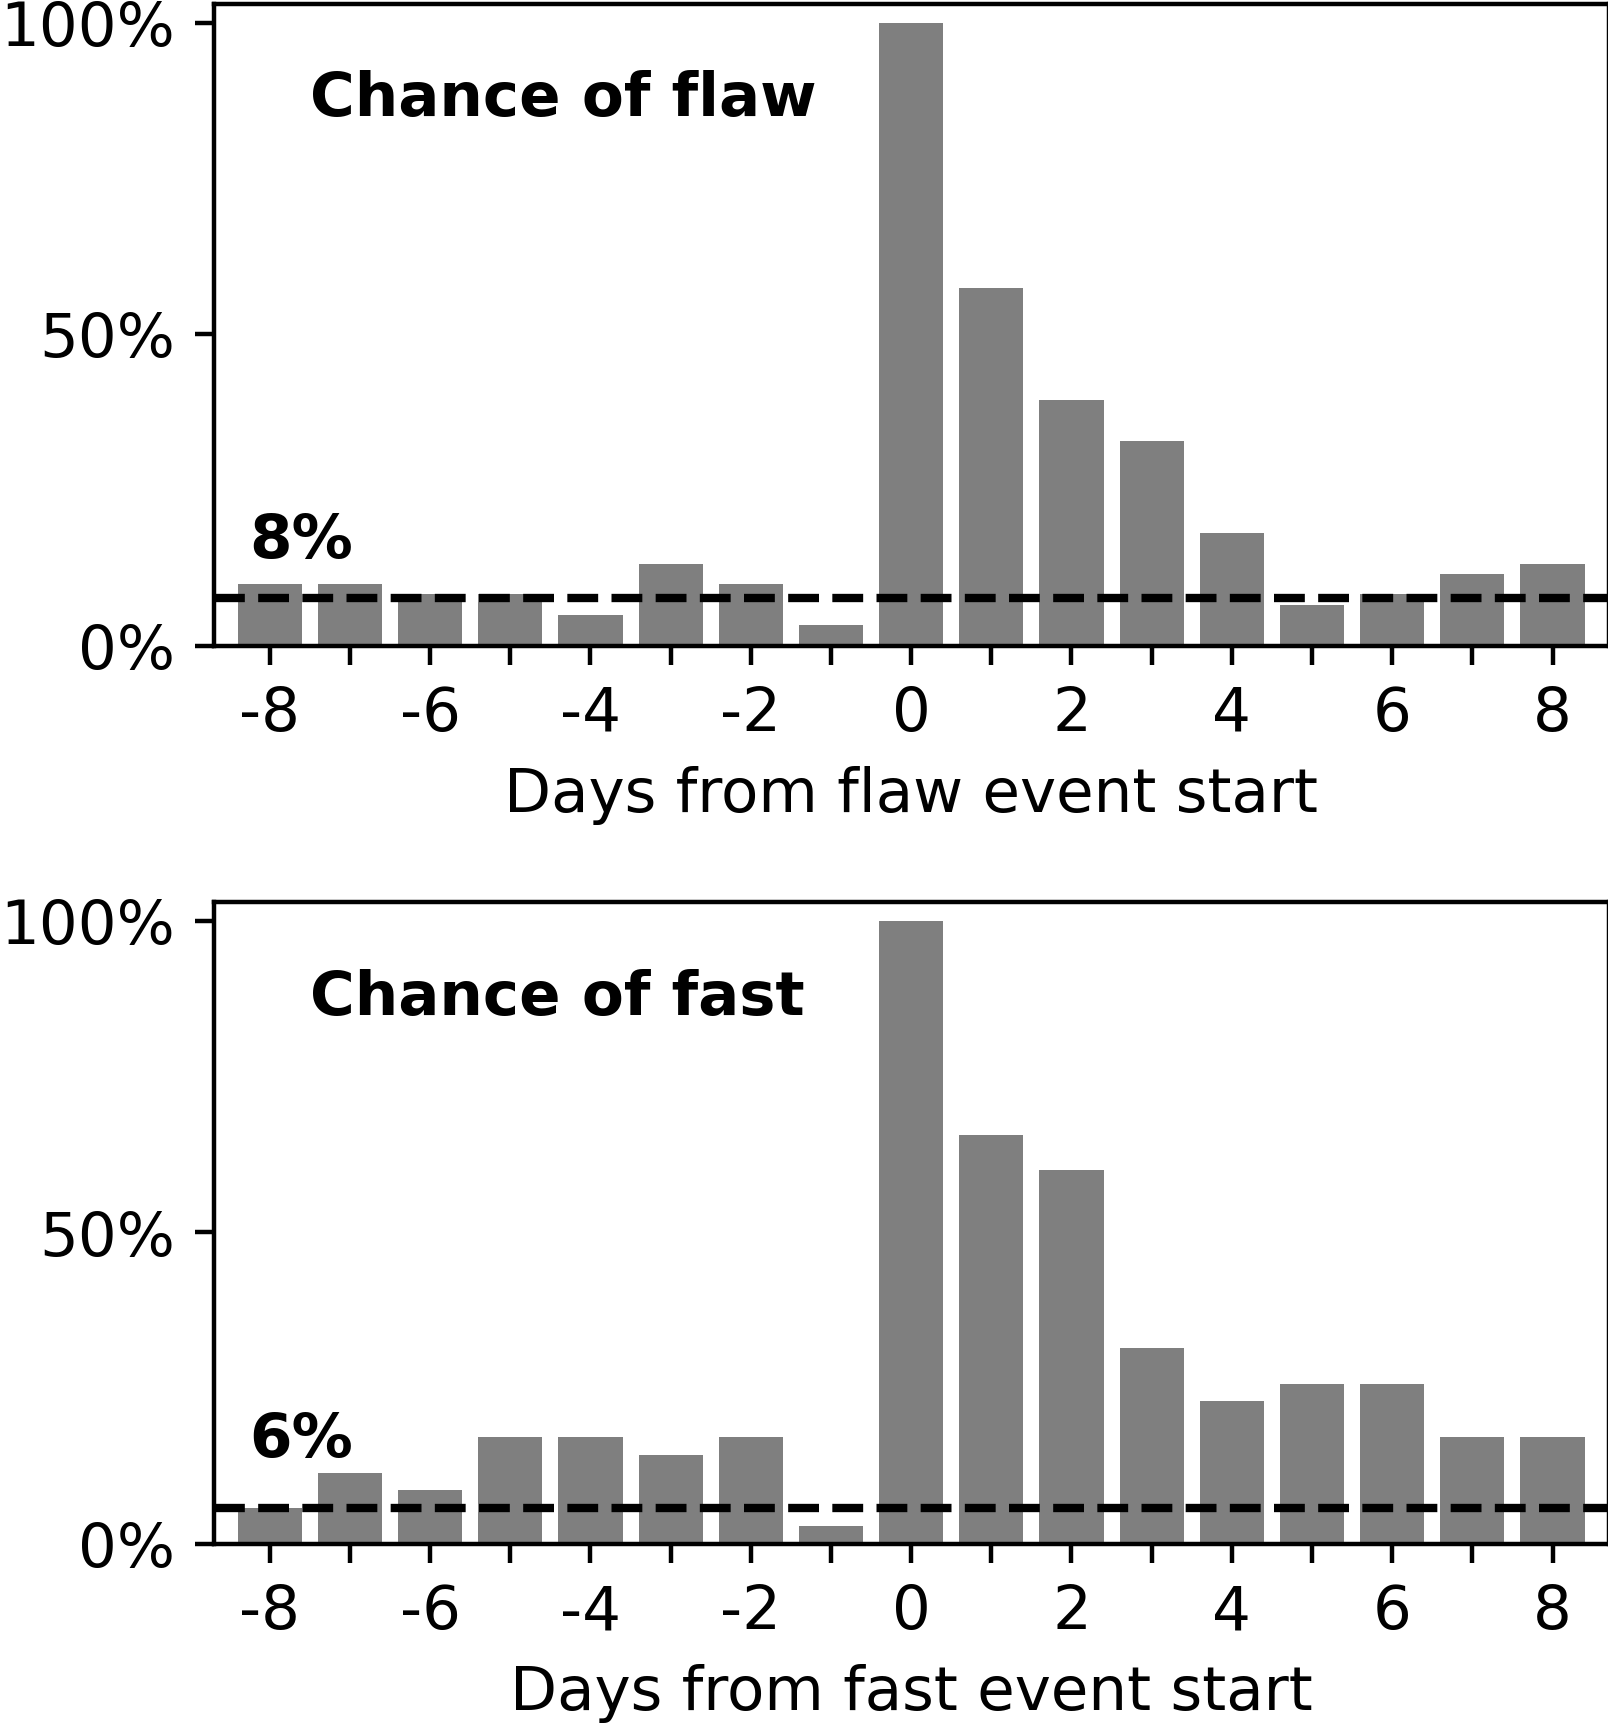 100%
Chance of flaw
50%
8%
0%
-8 -6 -4 -2 0 2 4 6 8
Days from flaw event start
100%
Chance of fast
50%
6%
0%
-8 -6 -4 -2 0 2 4 6 8
Days from fast event start